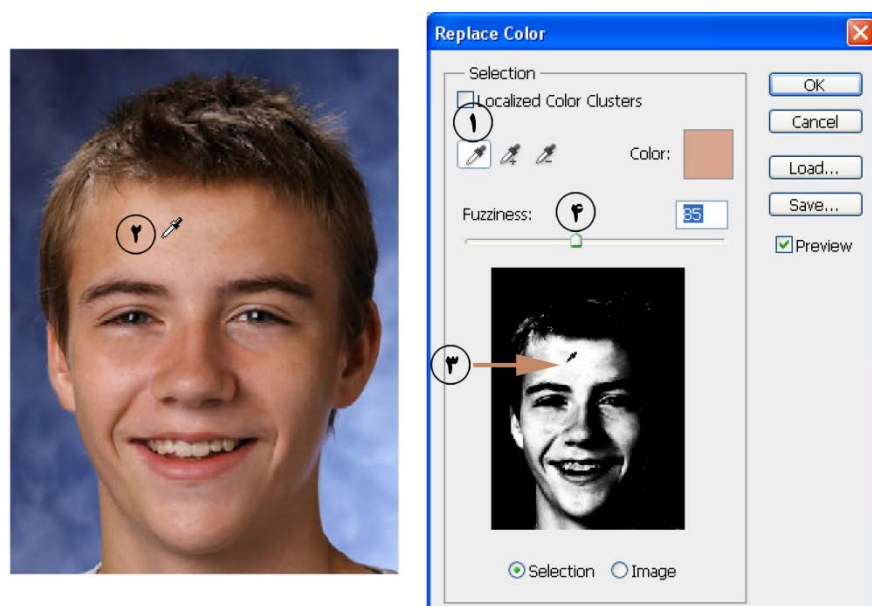 Replace Color
Selection
Localized Color Clusters
۱
Color:
۲
Fuzziness:
۴
85
۳
Selection
Image
OK
Cancel
Load...
Save...
Preview